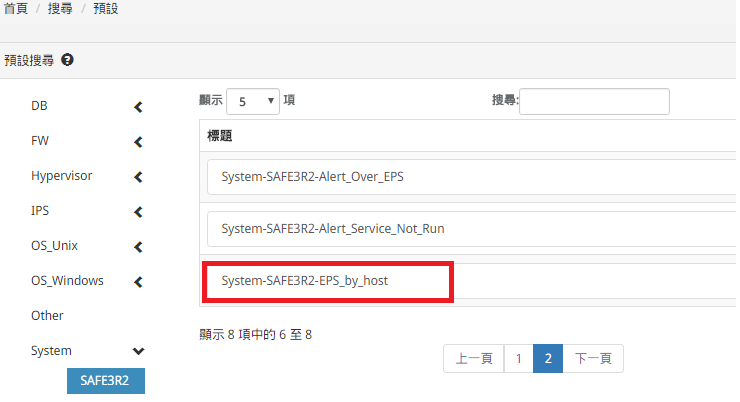 首頁 / 搜尋 / 預設
預設搜尋 ?
DB
FW
Hypervisor
IPS
OS_Unix
OS_Windows
Other
System
SAFE3R2
顯示 5 項 搜尋:
標題
System-SAFE3R2-Alert_Over_EPS
System-SAFE3R2-Alert_Service_Not_Run
System-SAFE3R2-EPS_by_host
顯示 8 項中的 6 至 8
上一頁 1 2 下一頁